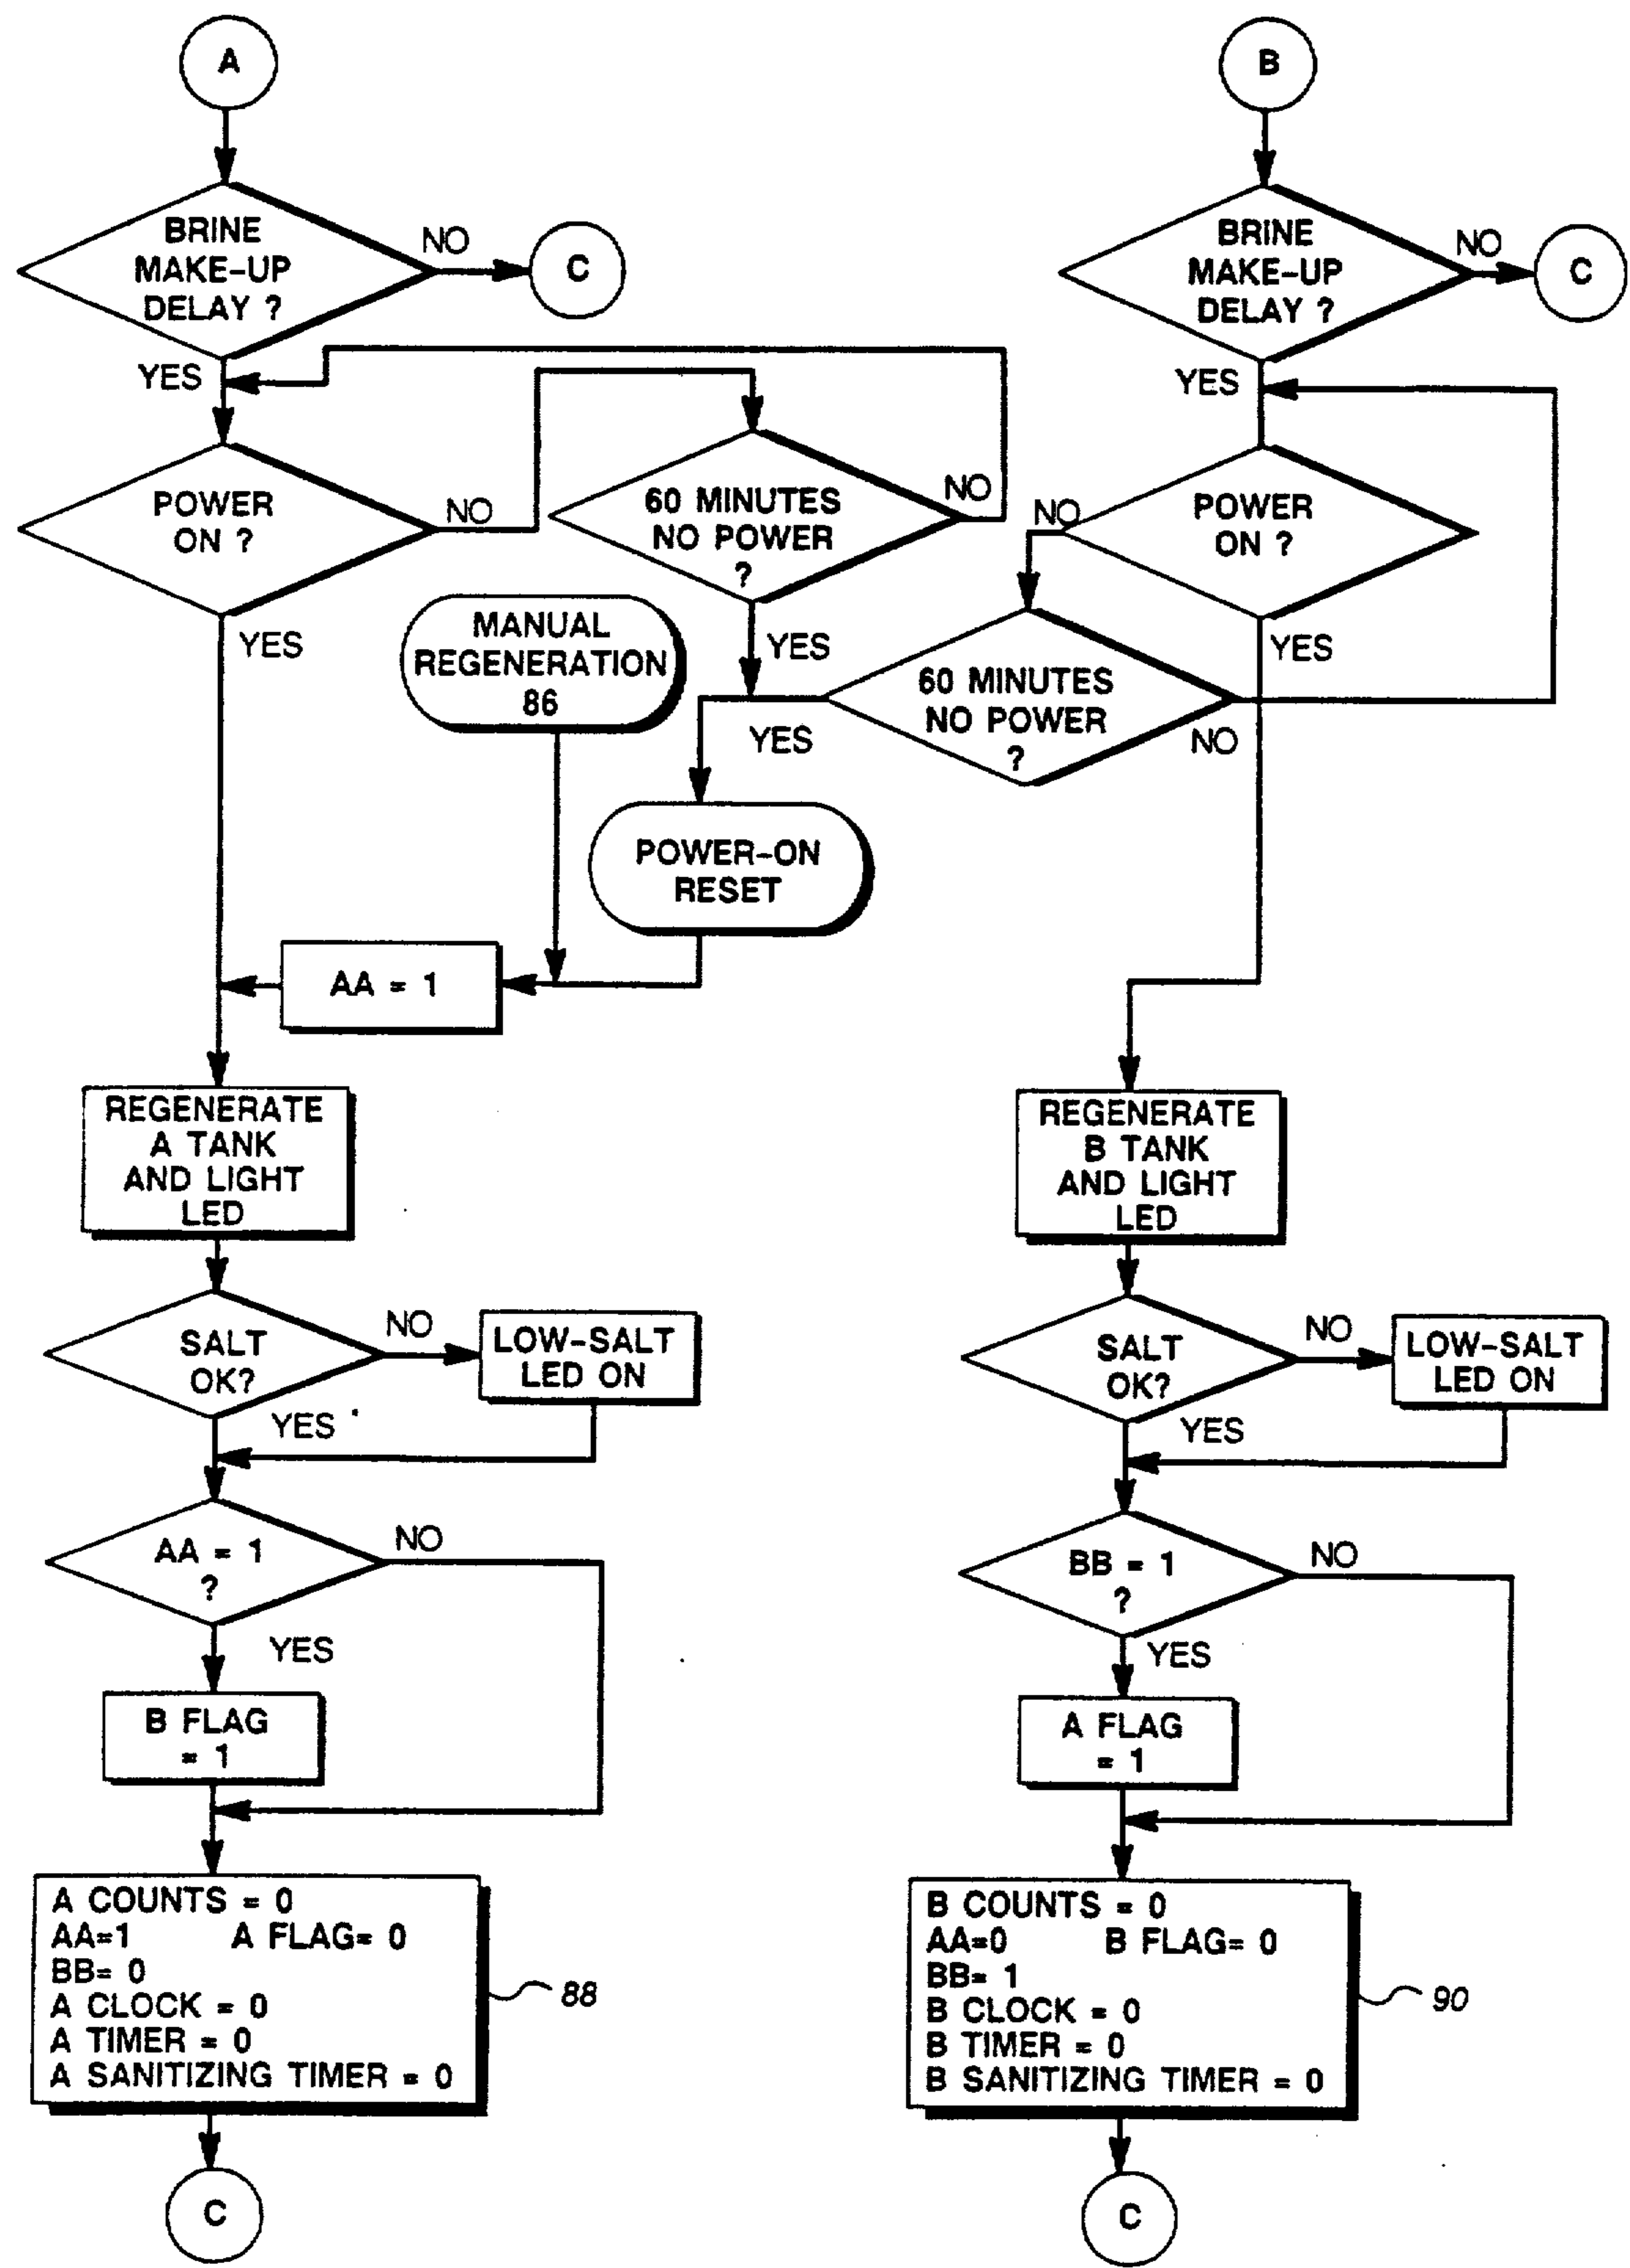 A
BRINE
MAKE-UP
DELAY ?
NO
C
YES
POWER
ON ?
NO
60 MINUTES
NO POWER
?
NO
YES
YES
MANUAL
REGENERATION
86
POWER-ON
RESET
AA = 1
REGENERATE
A TANK
AND LIGHT
LED
SALT
OK?
NO
LOW-SALT
LED ON
YES
AA = 1
?
NO
YES
B FLAG
= 1
A COUNTS = 0
AA=1 A FLAG= 0
BB= 0
A CLOCK = 0
A TIMER = 0
A SANITIZING TIMER = 0
88
C
B
BRINE
MAKE-UP
DELAY ?
NO
C
YES
POWER
ON ?
NO
YES
60 MINUTES
NO POWER
?
YES
NO
REGENERATE
B TANK
AND LIGHT
LED
SALT
OK?
NO
LOW-SALT
LED ON
YES
BB = 1
?
NO
YES
A FLAG
= 1
B COUNTS = 0
AA=0 B FLAG= 0
BB= 1
B CLOCK = 0
B TIMER = 0
B SANITIZING TIMER = 0
90
C